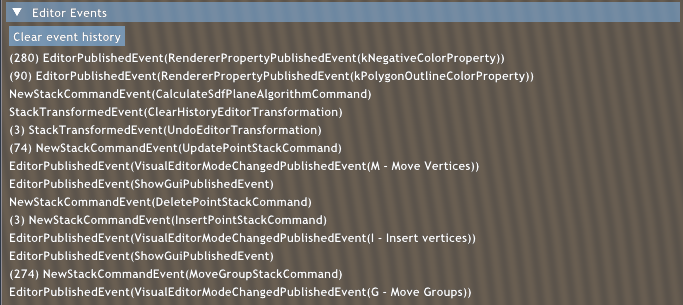 Editor Events
Clear event history
(280) EditorPublishedEvent(RendererPropertyPublishedEvent(kNegativeColorProperty))
(90) EditorPublishedEvent(RendererPropertyPublishedEvent(kPolygonOutlineColorProperty))
NewStackCommandEvent(CalculateSdfPlaneAlgorithmCommand)
StackTransformedEvent(ClearHistoryEditorTransformation)
(3) StackTransformedEvent(UndoEditorTransformation)
(74) NewStackCommandEvent(UpdatePointStackCommand)
EditorPublishedEvent(VisualEditorModeChangedPublishedEvent(M - Move Vertices))
EditorPublishedEvent(ShowGuiPublishedEvent)
NewStackCommandEvent(DeletePointStackCommand)
(3) NewStackCommandEvent(InsertPointStackCommand)
EditorPublishedEvent(VisualEditorModeChangedPublishedEvent(I - Insert vertices))
EditorPublishedEvent(ShowGuiPublishedEvent)
(274) NewStackCommandEvent(MoveGroupStackCommand)
EditorPublishedEvent(VisualEditorModeChangedPublishedEvent(G - Move Groups))